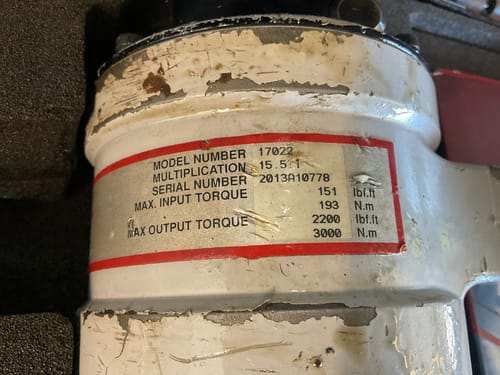 MODEL NUMBER 17022
MULTIPLICATION 15.5:1
SERIAL NUMBER 2013A10778
MAX. INPUT TORQUE 151 lbf.ft
193 N.m
MAX OUTPUT TORQUE 2200 lbf.ft
3000 N.m